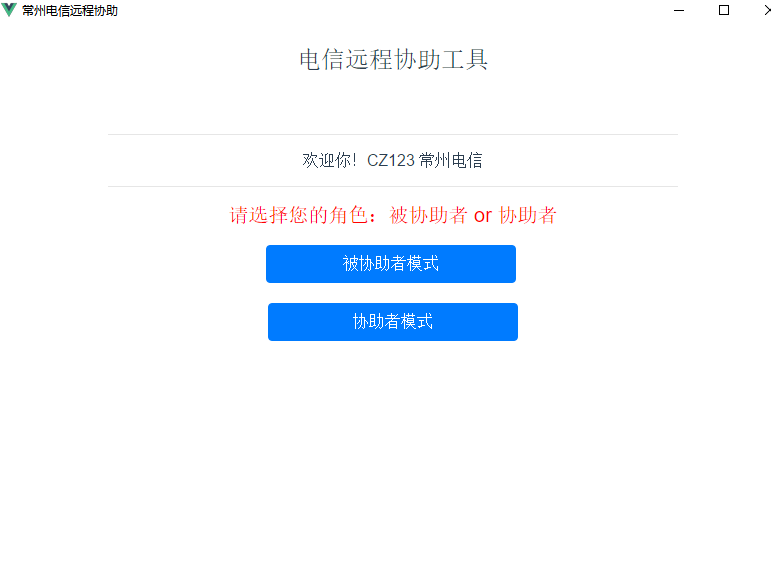 常州电信远程协助
电信远程协助工具
欢迎你！CZ123 常州电信
请选择您的角色：被协助者 or 协助者
被协助者模式
协助者模式